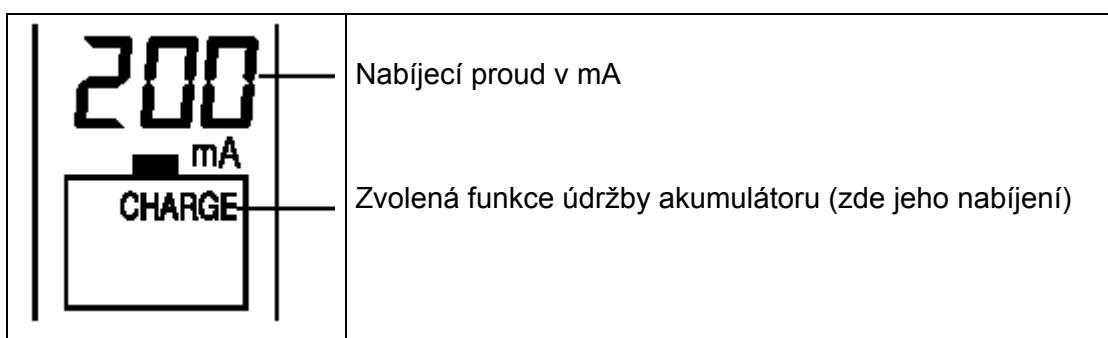 200
mA
CHARGE
Nabíjecí proud v mA
Zvolená funkce údržby akumulátoru (zde jeho nabíjení)